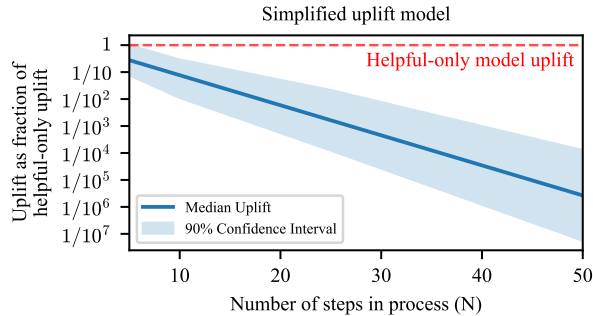 Simplified uplift model
Uplift as fraction of
helpful-only uplift
1
1/10
1/10²
1/10³
1/10⁴
1/10⁵
1/10⁶
1/10⁷
Helpful-only model uplift
Median Uplift
90% Confidence Interval
10 20 30 40 50
Number of steps in process (N)